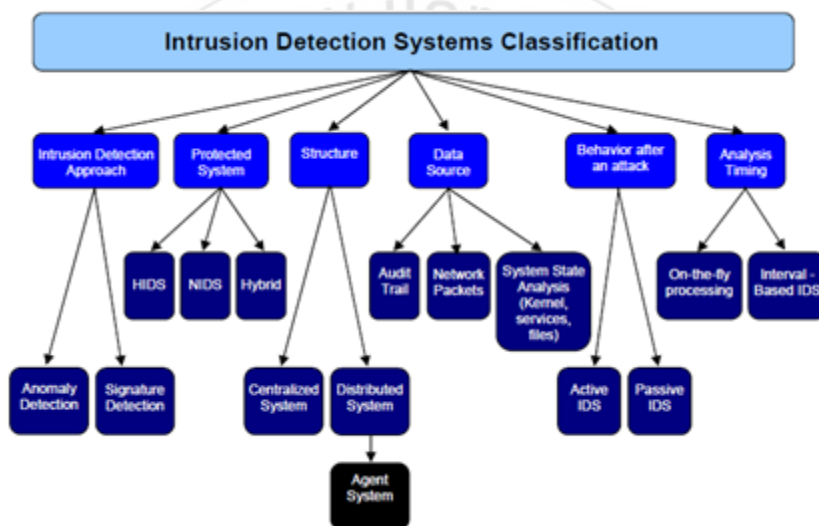 Intrusion Detection Systems Classification
Intrusion Detection
Approach
Protected
System
Structure
Data
Source
Behavior after
an attack
Analysis
Timing
HIDS
NIDS
Hybrid
Audit
Trail
Network
Packets
System State
Analysis
(Kernel,
services,
files)
On-the-fly
processing
Interval -
Based IDS
Anomaly
Detection
Signature
Detection
Centralized
System
Distributed
System
Active
IDS
Passive
IDS
Agent
System